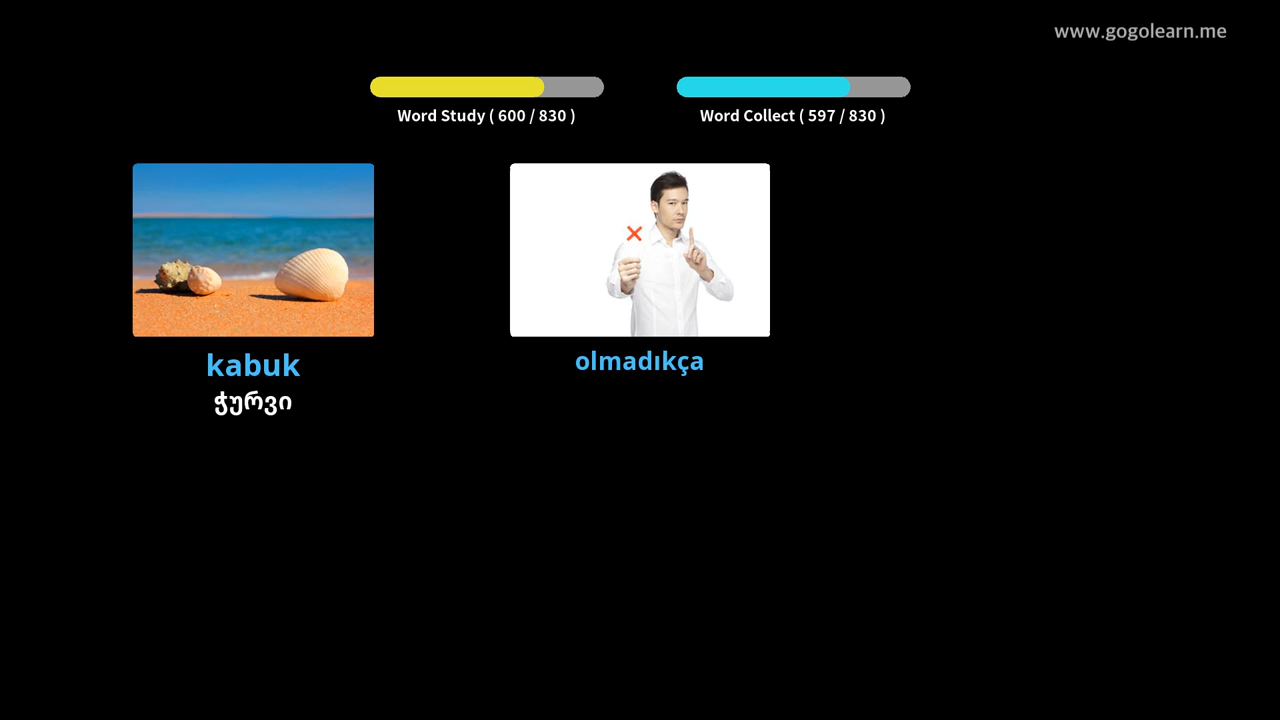 www.gogolearn.me
Word Study ( 600 / 830 )
Word Collect ( 597 / 830 )
kabuk
ჭურვი
olmadıkça